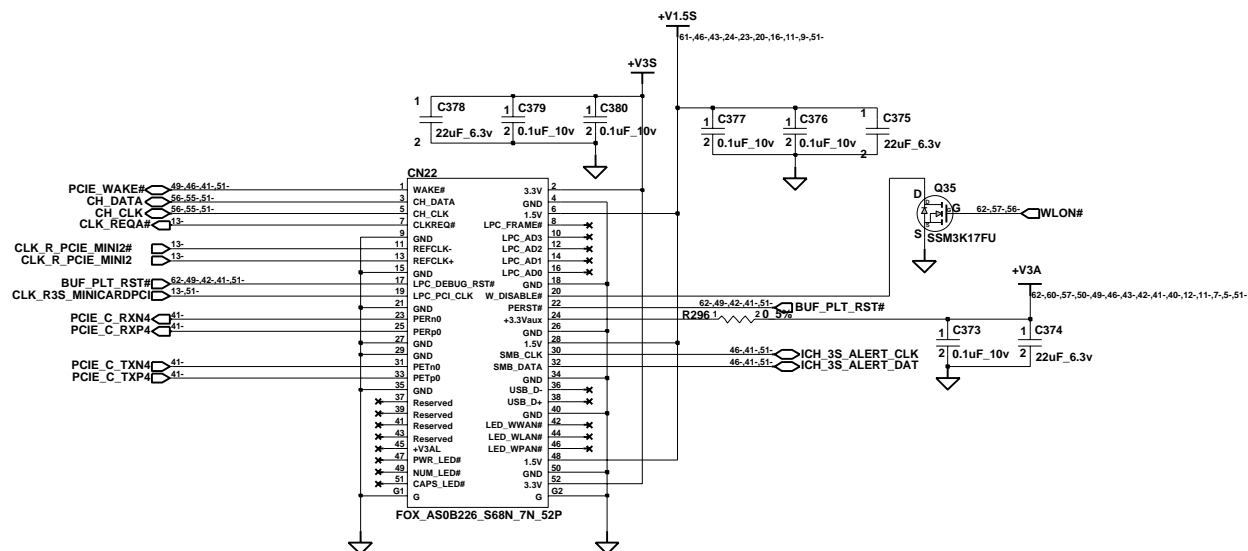 +V1.5S
61-,46-,43-,24-,23-,20-,16-,11-,9-,51-
+V3S
1 C378 2 22uF_6.3v
1 C379 2 0.1uF_10v
1 C380 2 0.1uF_10v
1 C377 2 0.1uF_10v
1 C376 2 0.1uF_10v
1 C375 2 22uF_6.3v
CN22
PCIE_WAKE# 49-,46-,41-,51- 1 WAKE#
CH_DATA 56-,55-,51- 3 CH_DATA
CH_CLK 56-,55-,51- 5 CH_CLK
CLK_REQA# 13- 7 CLKREQ#
9 GND
CLK_R_PCIE_MINI2# 13- 11 REFCLK-
CLK_R_PCIE_MINI2 13- 13 REFCLK+
15 GND
BUF_PLT_RST# 62-,49-,42-,41-,51- 17 LPC_DEBUG_RST#
CLK_R3S_MINICARDPCI 13-,51- 19 LPC_PCI_CLK
21 GND
PCIE_C_RXN4 41- 23 PERn0
PCIE_C_RXP4 41- 25 PERp0
27 GND
29 GND
PCIE_C_TXN4 41- 31 PETn0
PCIE_C_TXP4 41- 33 PETp0
35 GND
37 Reserved
39 Reserved
41 Reserved
43 Reserved
45 +V3AL
47 PWR_LED#
49 NUM_LED#
51 CAPS_LED#
G1 G
3.3V 2
GND 4
1.5V 6
LPC_FRAME# 8
LPC_AD3 10
LPC_AD2 12
LPC_AD1 14
LPC_AD0 16
GND 18
W_DISABLE# 20
PERST# 22 62-,49-,42-,41-,51- BUF_PLT_RST#
+3.3Vaux 24 R296 1 2 0_5%
GND 26
1.5V 28
SMB_CLK 30 46-,41-,51- ICH_3S_ALERT_CLK
SMB_DATA 32 46-,41-,51- ICH_3S_ALERT_DAT
GND 34
USB_D- 36
USB_D+ 38
GND 40
LED_WWAN# 42
LED_WLAN# 44
LED_WPAN# 46
1.5V 48
GND 50
3.3V 52
G G2
FOX_AS0B226_S68N_7N_52P
Q35
D D
G G 62-,57-,56- WLON#
S S
SSM3K17FU
+V3A
62-,60-,57-,50-,49-,46-,43-,42-,41-,40-,12-,11-,7-,5-,51-
1 C373 2 0.1uF_10v
1 C374 2 22uF_6.3v